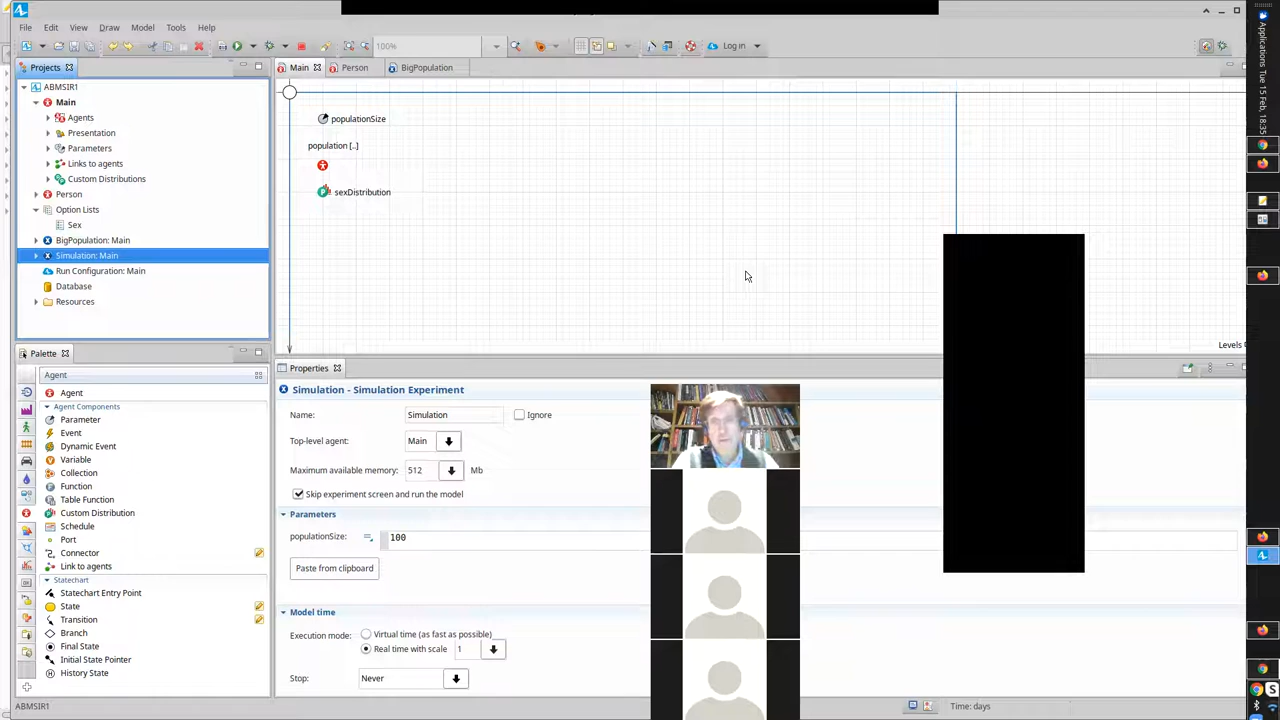 File Edit View Draw Model Tools Help
100% Log in
Projects
ABMSIR1
Main
Agents
Presentation
Parameters
Links to agents
Custom Distributions
Person
Option Lists
Sex
BigPopulation: Main
Simulation: Main
Run Configuration: Main
Database
Resources
Palette
Agent
Agent
Agent Components
Parameter
Event
Dynamic Event
Variable
Collection
Function
Table Function
Custom Distribution
Schedule
Port
Connector
Link to agents
Statechart
Statechart Entry Point
State
Transition
Branch
Final State
Initial State Pointer
History State
Main Person BigPopulation
populationSize
population [..]
sexDistribution
Levels
Properties
Simulation - Simulation Experiment
Name: Simulation Ignore
Top-level agent: Main
Maximum available memory: 512 Mb
Skip experiment screen and run the model
Parameters
populationSize: 100
Paste from clipboard
Model time
Execution mode: Virtual time (as fast as possible)
Real time with scale 1
Stop: Never
ABMSIR1
Time: days
Applications Tue 15 Feb, 18:35